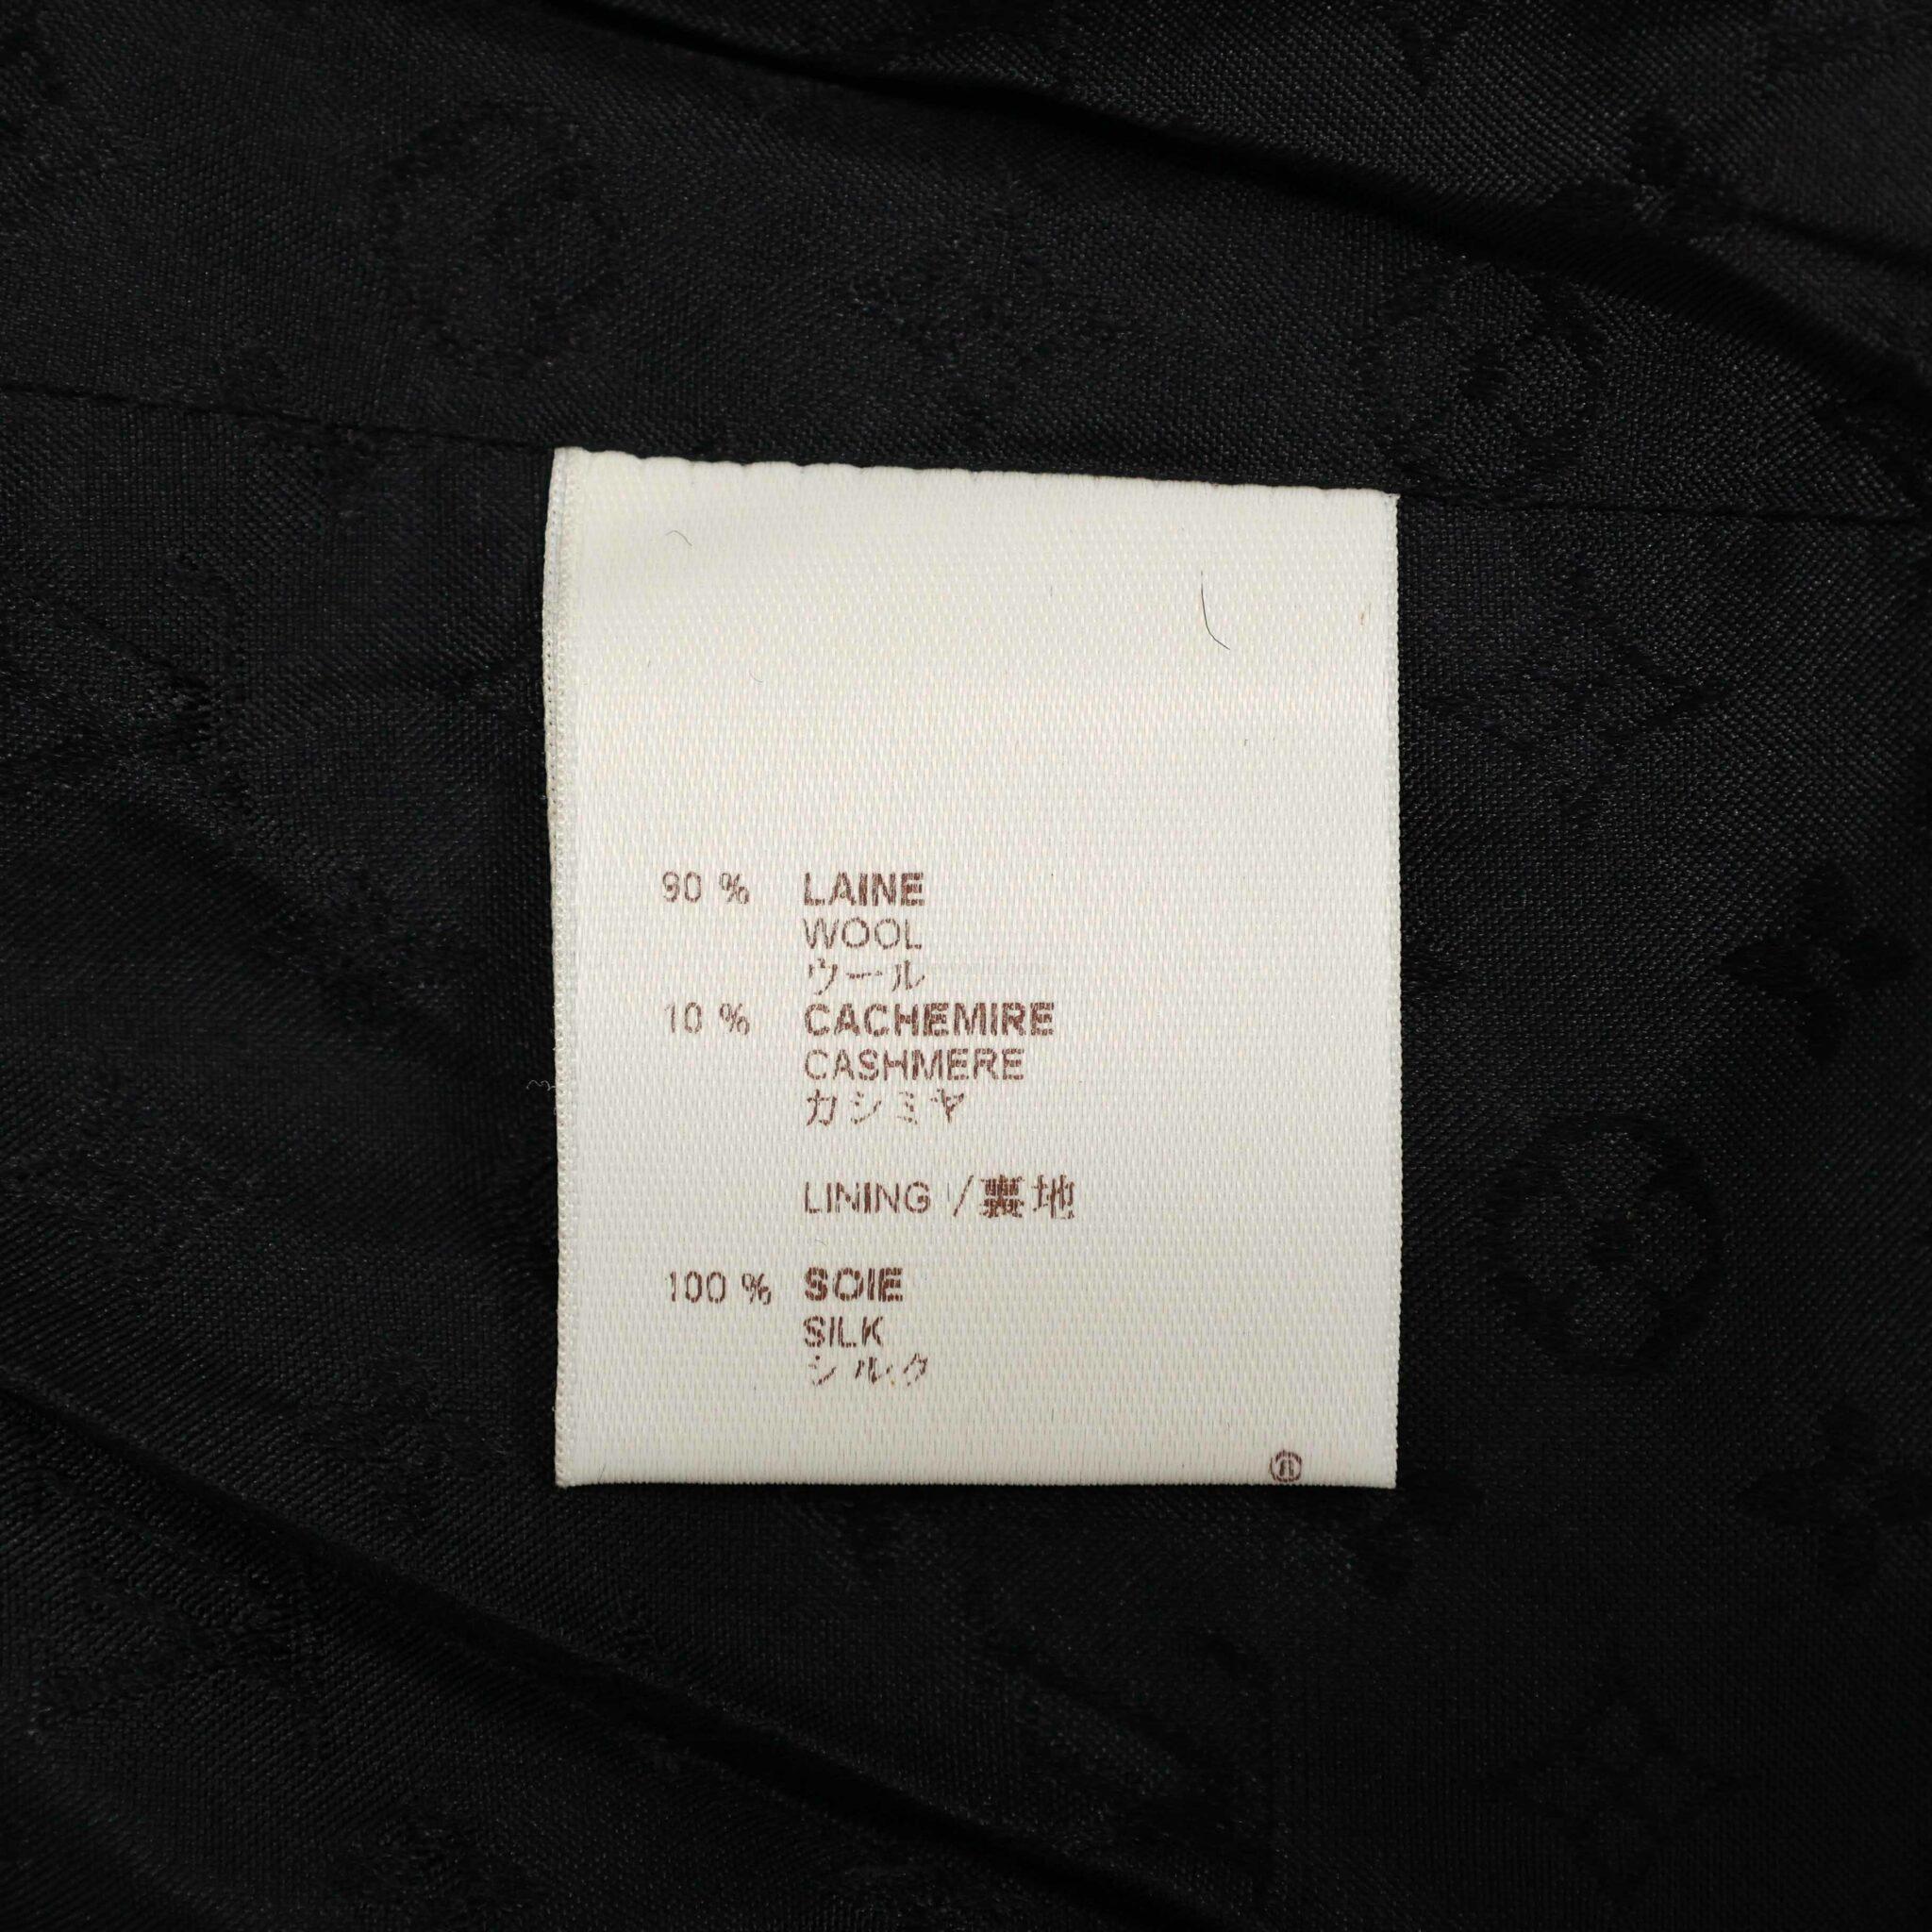 90 % LAINE
WOOL
ウール
10 % CACHEMIRE
CASHMERE
カシミヤ
LINING / 裏地
100 % SOIE
SILK
シルク